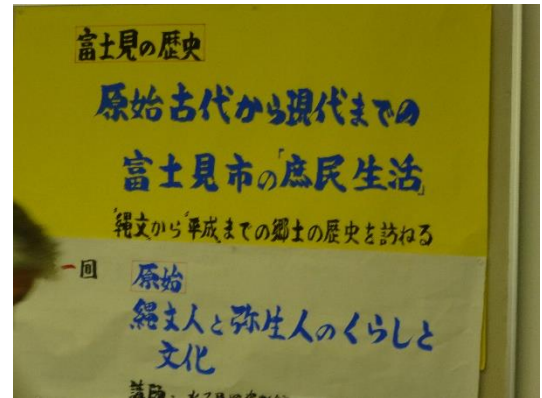 富士見の歴史
原始古代から現代までの
富士見市の「庶民生活」
"縄文から"平成"までの郷土の歴史を訪ねる
一回
原始
縄文人と弥生人のくらしと
文化
講師: